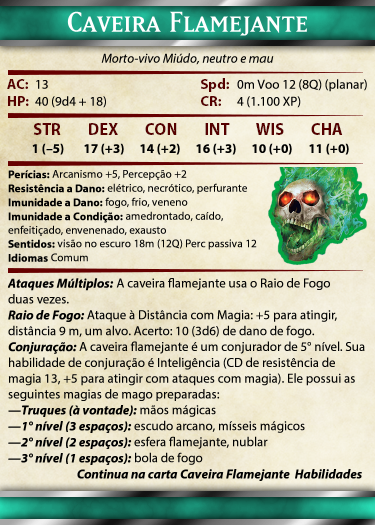 Caveira Flamejante
Morto-vivo Miúdo, neutro e mau
AC: 13 Spd: 0m Voo 12 (8Q) (planar)
HP: 40 (9d4 + 18) CR: 4 (1.100 XP)
STR DEX CON INT WIS CHA
1 (–5) 17 (+3) 14 (+2) 16 (+3) 10 (+0) 11 (+0)
Perícias: Arcanismo +5, Percepção +2
Resistência a Dano: elétrico, necrótico, perfurante
Imunidade a Dano: fogo, frio, veneno
Imunidade a Condição: amedrontado, caído,
enfeitiçado, envenenado, exausto
Sentidos: visão no escuro 18m (12Q) Perc passiva 12
Idiomas Comum
Ataques Múltiplos: A caveira flamejante usa o Raio de Fogo
duas vezes.
Raio de Fogo: Ataque à Distância com Magia: +5 para atingir,
distância 9 m, um alvo. Acerto: 10 (3d6) de dano de fogo.
Conjuração: A caveira flamejante é um conjurador de 5° nível. Sua
habilidade de conjuração é Inteligência (CD de resistência de
magia 13, +5 para atingir com ataques com magia). Ele possui as
seguintes magias de mago preparadas:
—Truques (à vontade): mãos mágicas
—1° nível (3 espaços): escudo arcano, mísseis mágicos
—2° nível (2 espaços): esfera flamejante, nublar
—3° nível (1 espaços): bola de fogo
Continua na carta Caveira Flamejante Habilidades